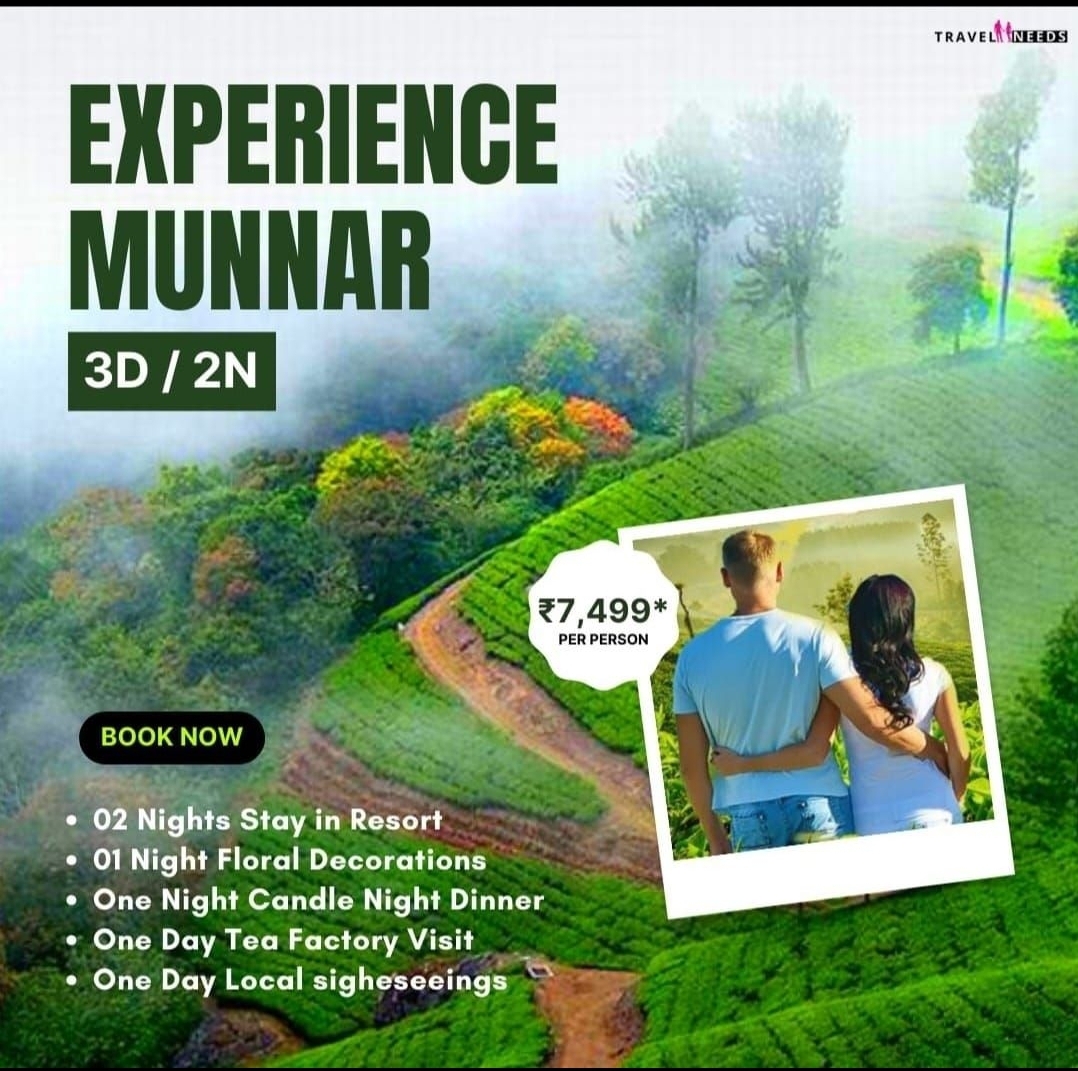 TRAVEL NEEDS
EXPERIENCE
MUNNAR
3D / 2N
₹7,499*
PER PERSON
BOOK NOW
• 02 Nights Stay in Resort
• 01 Night Floral Decorations
• One Night Candle Night Dinner
• One Day Tea Factory Visit
• One Day Local sigheseeings